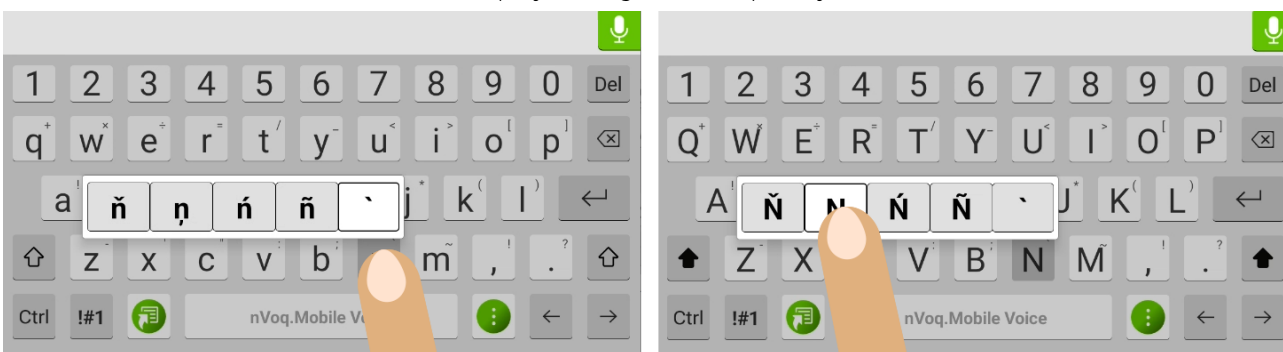 1 2 3 4 5 6 7 8 9 0 Del
q+ w× e÷ r= t/ y- u< i> o[ p]
a! ň ņ ń ñ ` j* k( l)
z- x' c v: b; m~ ,! .?
Ctrl !#1 nVoq.Mobile
1 2 3 4 5 6 7 8 9 0 Del
Q+ W× E÷ R= T/ Y- U< I> O[ P]
A' Ň Ń Ñ ` J* K( L)
Z- X V: B; N M~ ,! .?
Ctrl !#1 nVoq.Mobile Voice